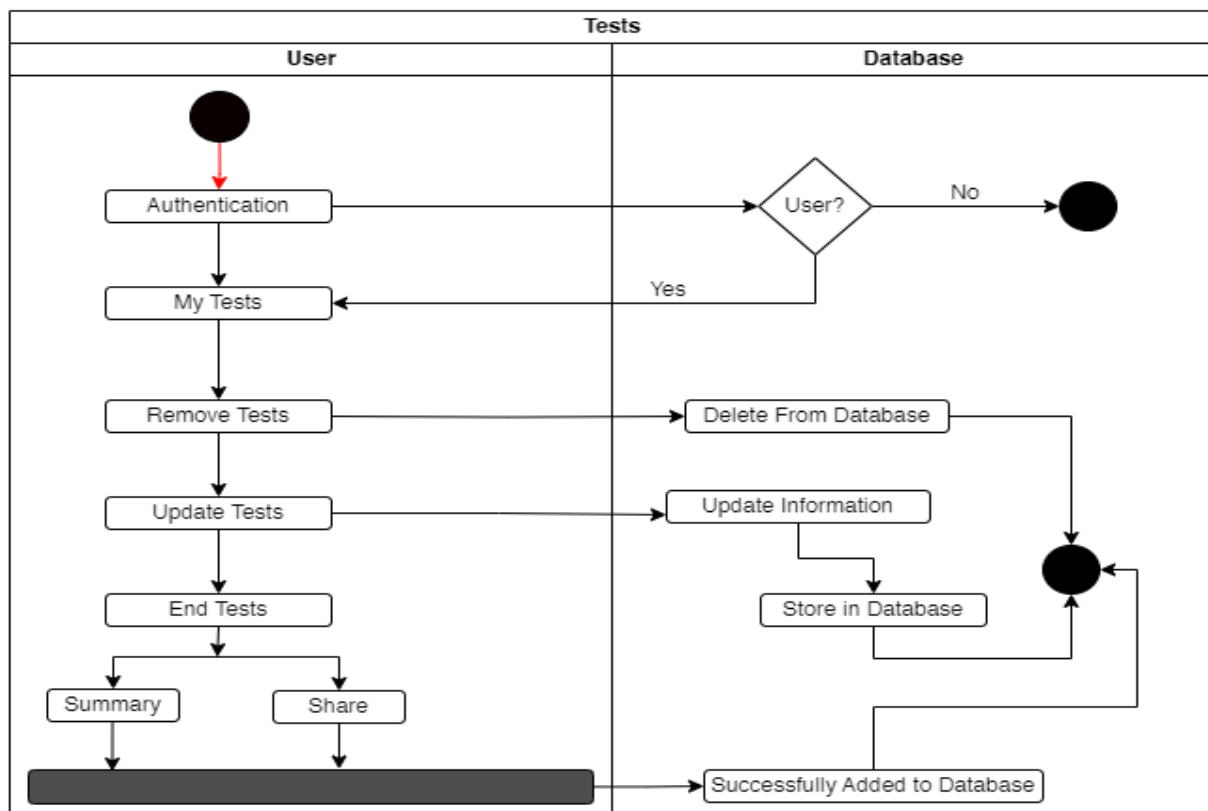 Tests
User
Database
Authentication
User?
No
My Tests
Yes
Remove Tests
Delete From Database
Update Tests
Update Information
End Tests
Store in Database
Summary
Share
Successfully Added to Database